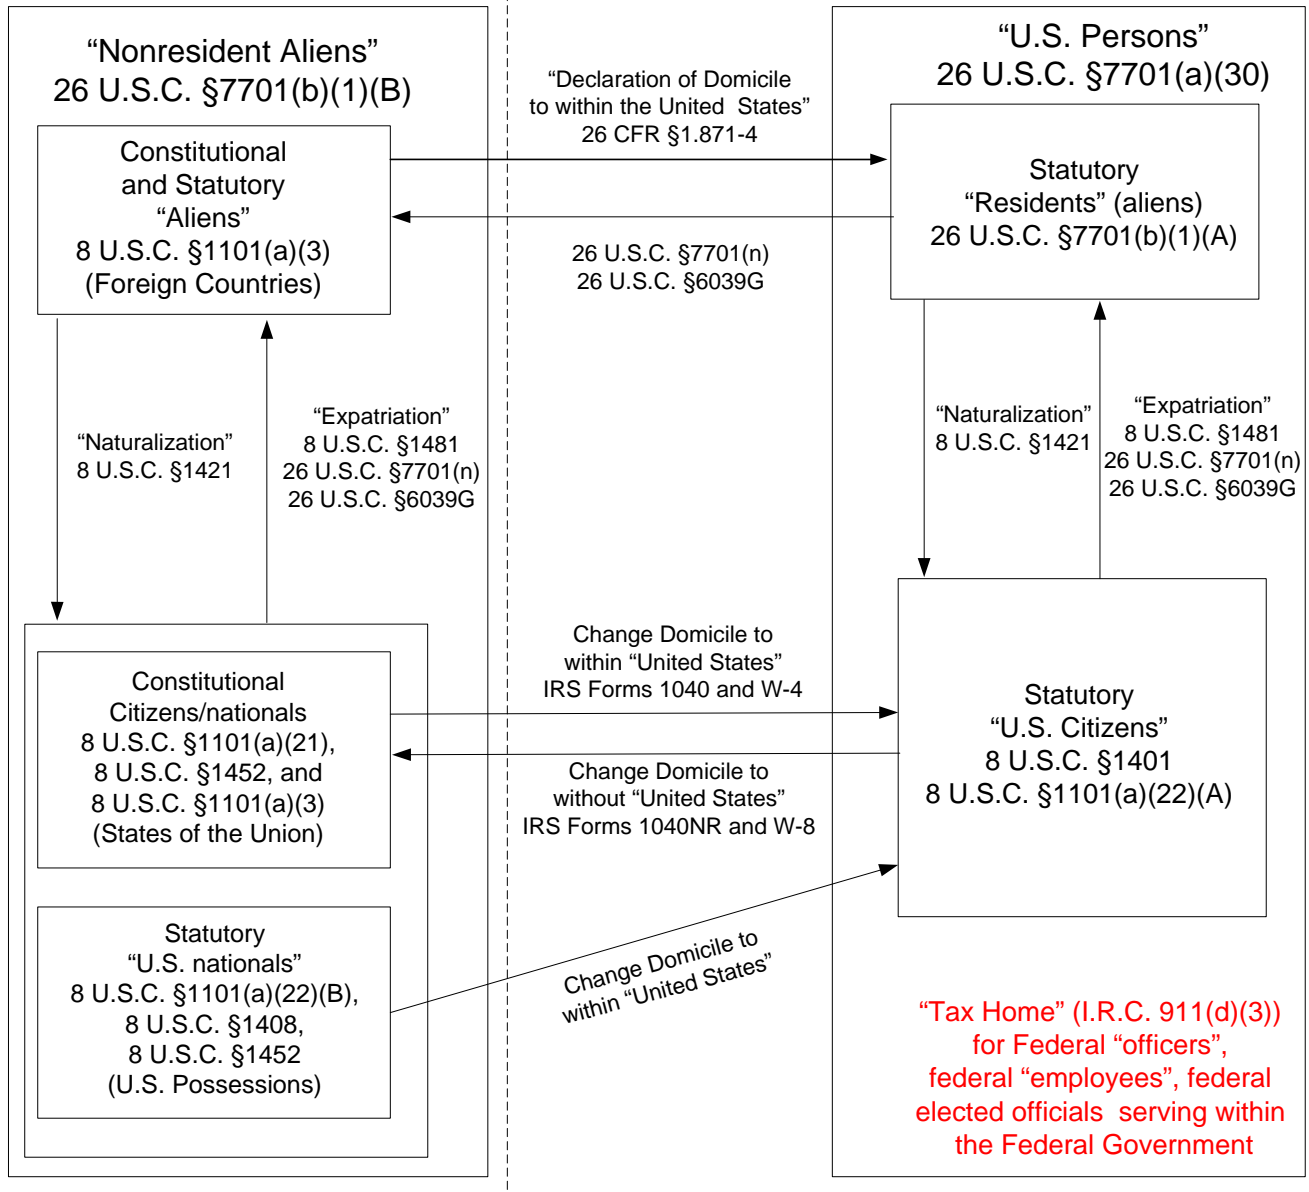 “Nonresident Aliens”
26 U.S.C. §7701(b)(1)(B)
Constitutional
and Statutory
“Aliens”
8 U.S.C. §1101(a)(3)
(Foreign Countries)
“Naturalization”
8 U.S.C. §1421
“Expatriation”
8 U.S.C. §1481
26 U.S.C. §7701(n)
26 U.S.C. §6039G
Constitutional
Citizens/nationals
8 U.S.C. §1101(a)(21),
8 U.S.C. §1452, and
8 U.S.C. §1101(a)(3)
(States of the Union)
Statutory
“U.S. nationals”
8 U.S.C. §1101(a)(22)(B),
8 U.S.C. §1408,
8 U.S.C. §1452
(U.S. Possessions)
“Declaration of Domicile
to within the United States”
26 CFR §1.871-4
26 U.S.C. §7701(n)
26 U.S.C. §6039G
Change Domicile to
within “United States”
IRS Forms 1040 and W-4
Change Domicile to
without “United States”
IRS Forms 1040NR and W-8
Change Domicile to
within “United States”
“U.S. Persons”
26 U.S.C. §7701(a)(30)
Statutory
“Residents” (aliens)
26 U.S.C. §7701(b)(1)(A)
“Naturalization”
8 U.S.C. §1421
“Expatriation”
8 U.S.C. §1481
26 U.S.C. §7701(n)
26 U.S.C. §6039G
Statutory
“U.S. Citizens”
8 U.S.C. §1401
8 U.S.C. §1101(a)(22)(A)
“Tax Home” (I.R.C. 911(d)(3))
for Federal “officers”,
federal “employees”, federal
elected officials serving within
the Federal Government